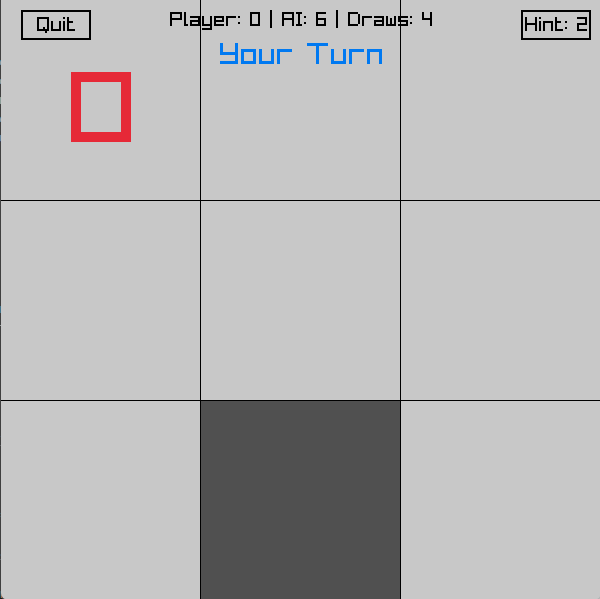 Quit
Player: 0 | AI: 6 | Draws: 4
Hint: 2
Your Turn
O